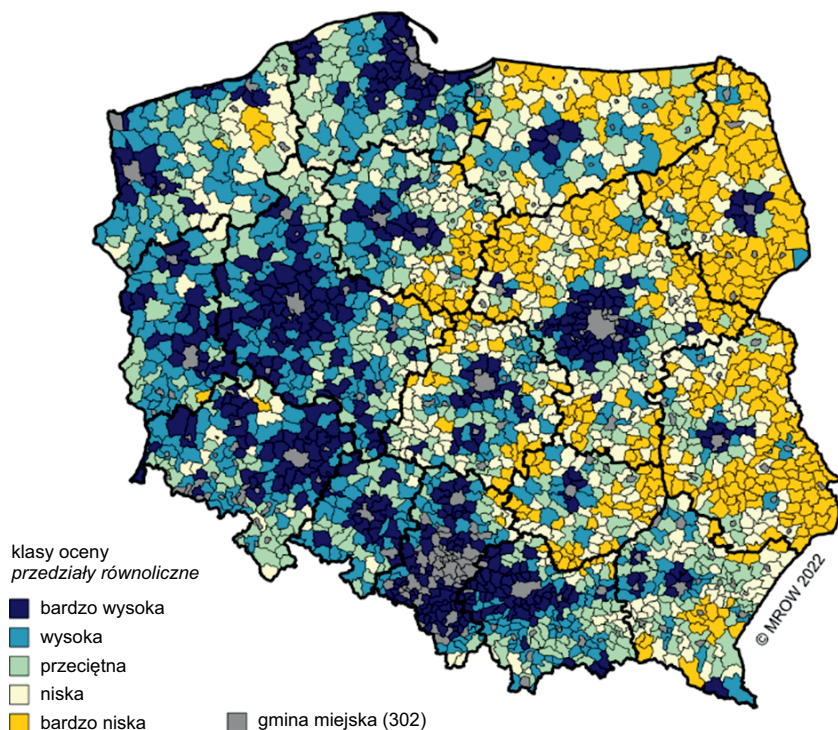 klasy oceny
przedziały równoliczne
bardzo wysoka
wysoka
przeciętna
niska
bardzo niska
gmina miejska (302)
© MROW 2022